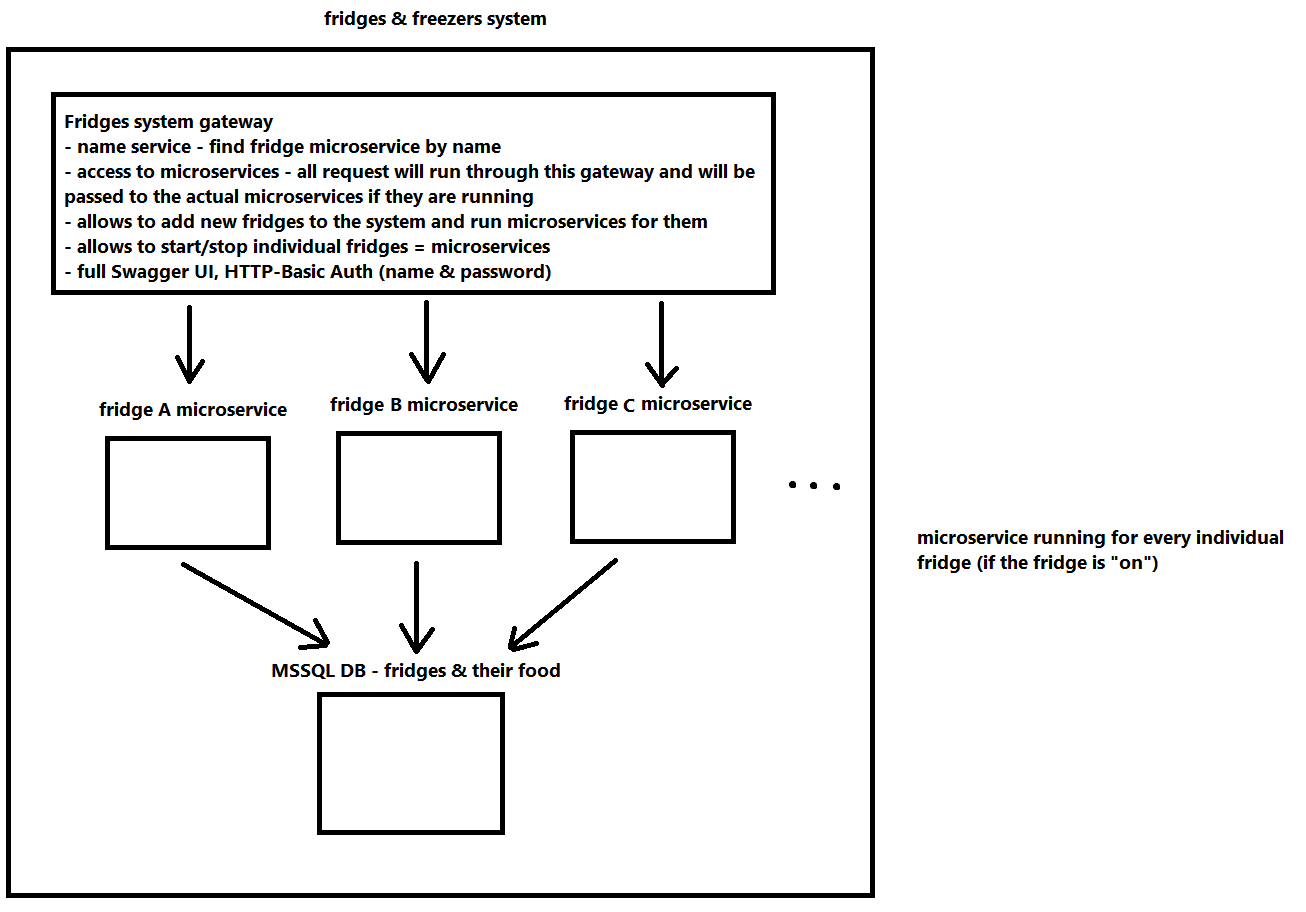 fridges & freezers system
Fridges system gateway
- name service - find fridge microservice by name
- access to microservices - all request will run through this gateway and will be
passed to the actual microservices if they are running
- allows to add new fridges to the system and run microservices for them
- allows to start/stop individual fridges = microservices
- full Swagger UI, HTTP-Basic Auth (name & password)
fridge A microservice
fridge B microservice
fridge C microservice
. . .
microservice running for every individual
fridge (if the fridge is "on")
MSSQL DB - fridges & their food